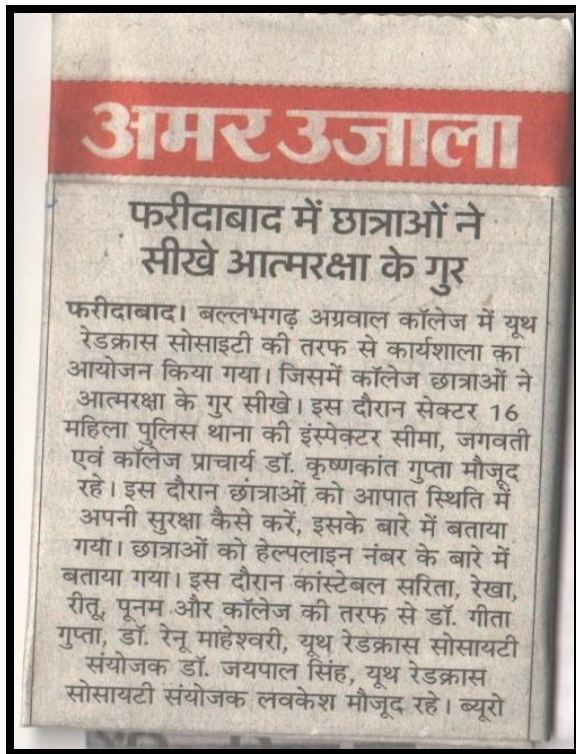 अमर उजाला
फरीदाबाद में छात्राओं ने
सीखे आत्मरक्षा के गुर
फरीदाबाद। बल्लभगढ़ अग्रवाल कॉलेज में यूथ
रेडक्रास सोसाइटी की तरफ से कार्यशाला का
आयोजन किया गया। जिसमें कॉलेज छात्राओं ने
आत्मरक्षा के गुर सीखे। इस दौरान सेक्टर 16
महिला पुलिस थाना की इंस्पेक्टर सीमा, जगवती
एवं कॉलेज प्राचार्य डॉ. कृष्णकांत गुप्ता मौजूद
रहे। इस दौरान छात्राओं को आपात स्थिति में
अपनी सुरक्षा कैसे करें, इसके बारे में बताया
गया। छात्राओं को हेल्पलाइन नंबर के बारे में
बताया गया। इस दौरान कांस्टेबल सरिता, रेखा,
रीतू, पूनम और कॉलेज की तरफ से डॉ. गीता
गुप्ता, डॉ. रेनू माहेश्वरी, यूथ रेडक्रास सोसायटी
संयोजक डॉ. जयपाल सिंह, यूथ रेडक्रास
सोसायटी संयोजक लवकेश मौजूद रहे। ब्यूरो